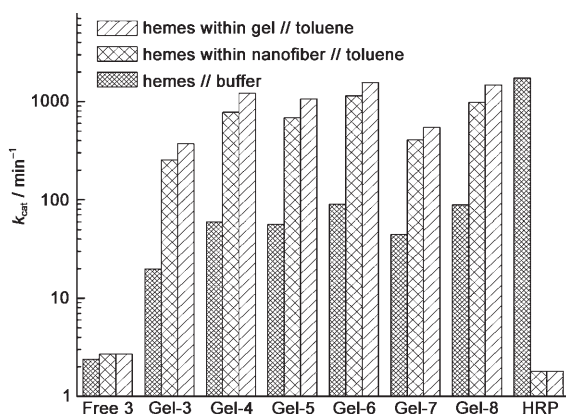 hemes within gel // toluene
hemes within nanofiber // toluene
hemes // buffer
1000
100
10
1
k_cat / min⁻¹
Free 3 Gel-3 Gel-4 Gel-5 Gel-6 Gel-7 Gel-8 HRP